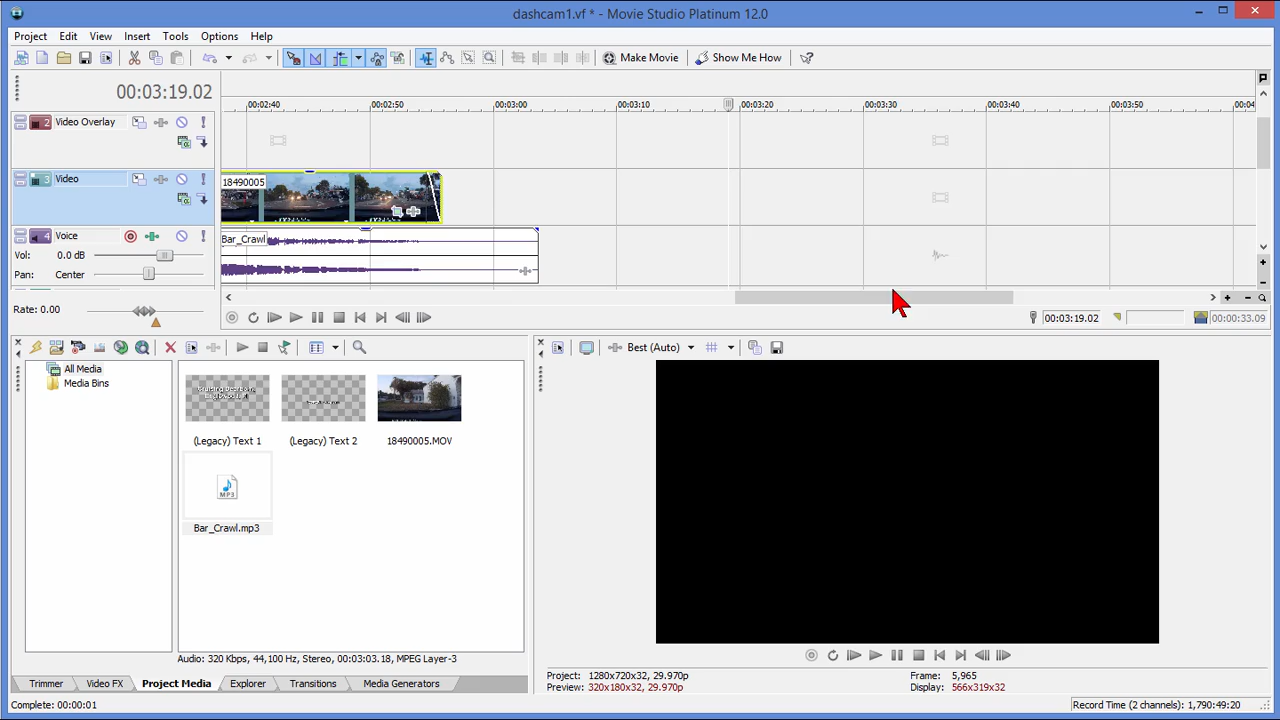 dashcam1.vf * - Movie Studio Platinum 12.0
Project Edit View Insert Tools Options Help
Make Movie Show Me How
00:03:19.02
00:02:40 00:02:50 00:03:00 00:03:10 00:03:20 00:03:30 00:03:40 00:03:50 00:04
2 Video Overlay
3 Video
18490005
4 Voice
Bar_Crawl
Vol: 0.0 dB
Pan: Center
Rate: 0.00
00:03:19.02 00:00:33.09
All Media
Media Bins
(Legacy) Text 1 (Legacy) Text 2 18490005.MOV
MP3
Bar_Crawl.mp3
Audio: 320 Kbps, 44,100 Hz, Stereo, 00:03:03.18, MPEG Layer-3
Trimmer Video FX Project Media Explorer Transitions Media Generators
Best (Auto)
Project: 1280x720x32, 29.970p
Preview: 320x180x32, 29.970p
Frame: 5,965
Display: 566x319x32
Complete: 00:00:01
Record Time (2 channels): 1,790:49:20